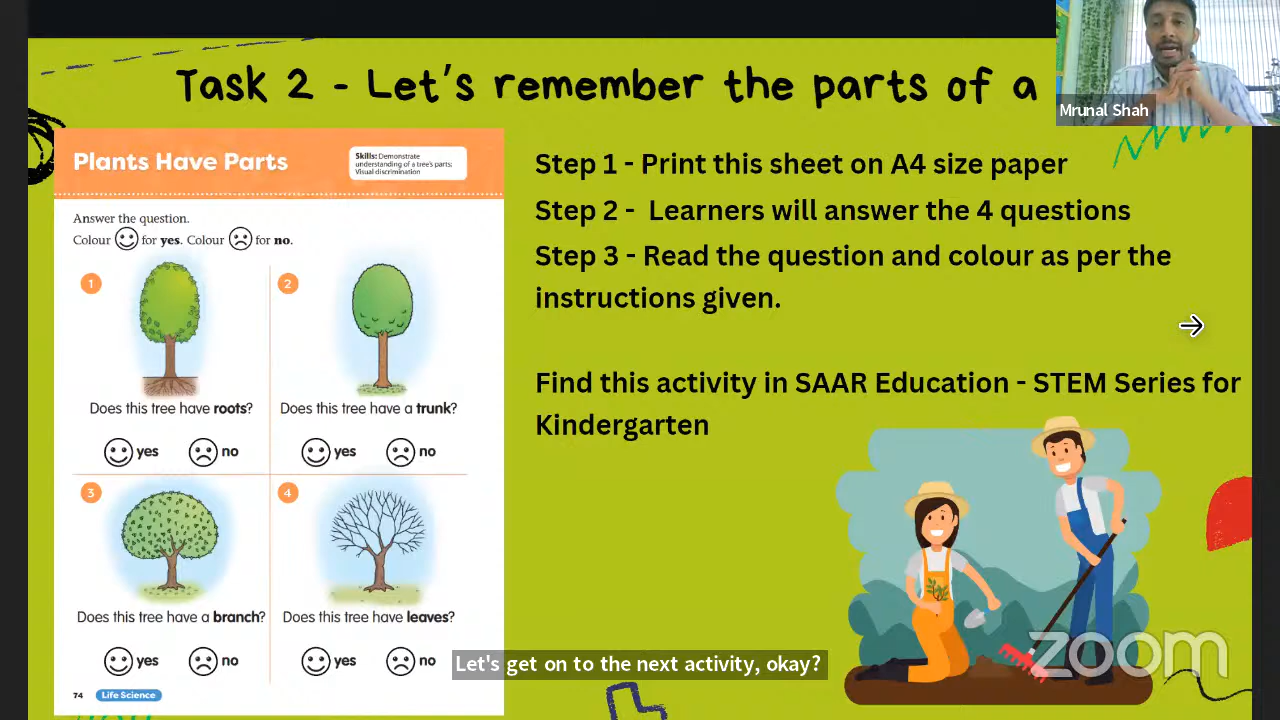 Task 2 - Let's remember the parts of a
Mrunal Shah
Plants Have Parts
Skills: Demonstrate
understanding of a tree's parts;
Visual discrimination
Answer the question.
Colour for yes. Colour for no.
1
Does this tree have roots?
yes no
2
Does this tree have a trunk?
yes no
3
Does this tree have a branch?
yes no
4
Does this tree have leaves?
yes no
74 Life Science
Step 1 - Print this sheet on A4 size paper
Step 2 - Learners will answer the 4 questions
Step 3 - Read the question and colour as per the
instructions given.
Find this activity in SAAR Education - STEM Series for
Kindergarten
zoom
Let's get on to the next activity, okay?